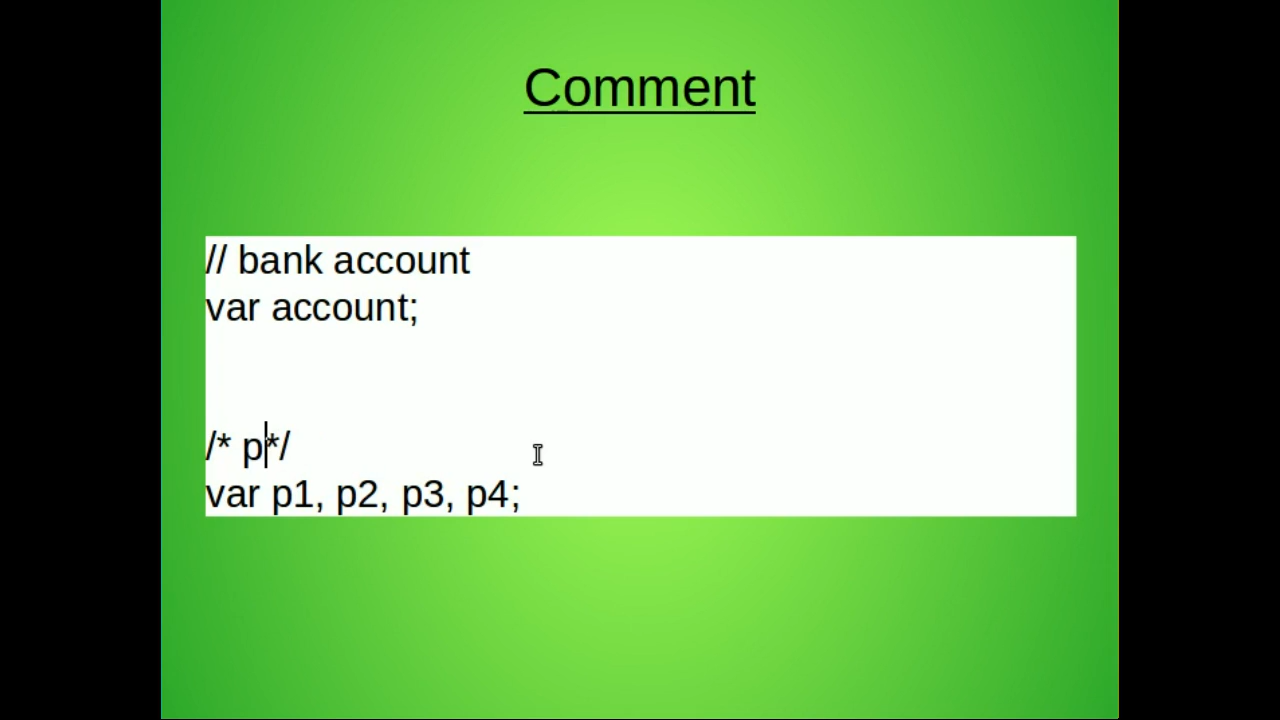 Comment
// bank account
var account;
/* p*/
var p1, p2, p3, p4;